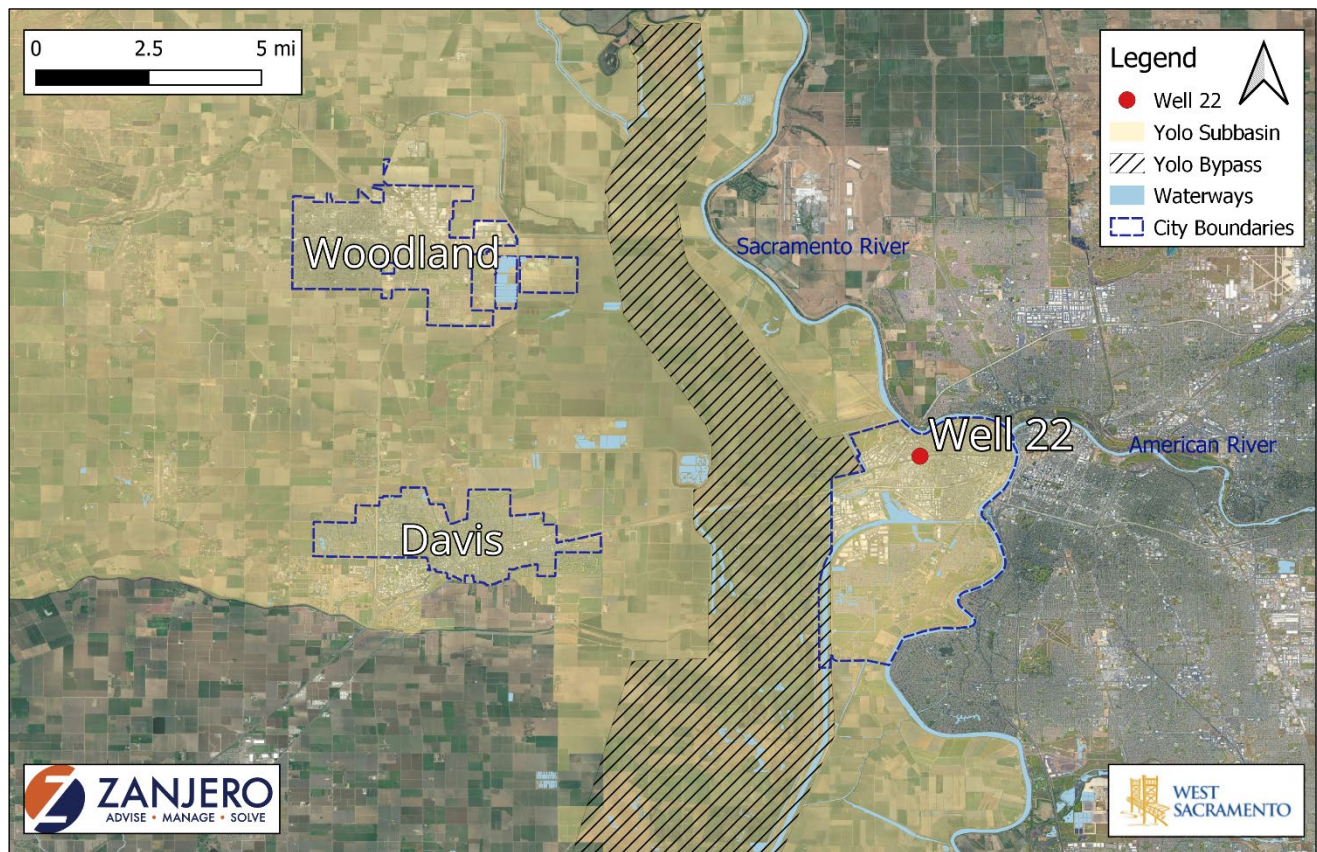 0 2.5 5 mi
Legend
Well 22
Yolo Subbasin
Yolo Bypass
Waterways
City Boundaries
Woodland
Sacramento River
Well 22
American River
Davis
Z ZANJERO
ADVISE • MANAGE • SOLVE
WEST
SACRAMENTO